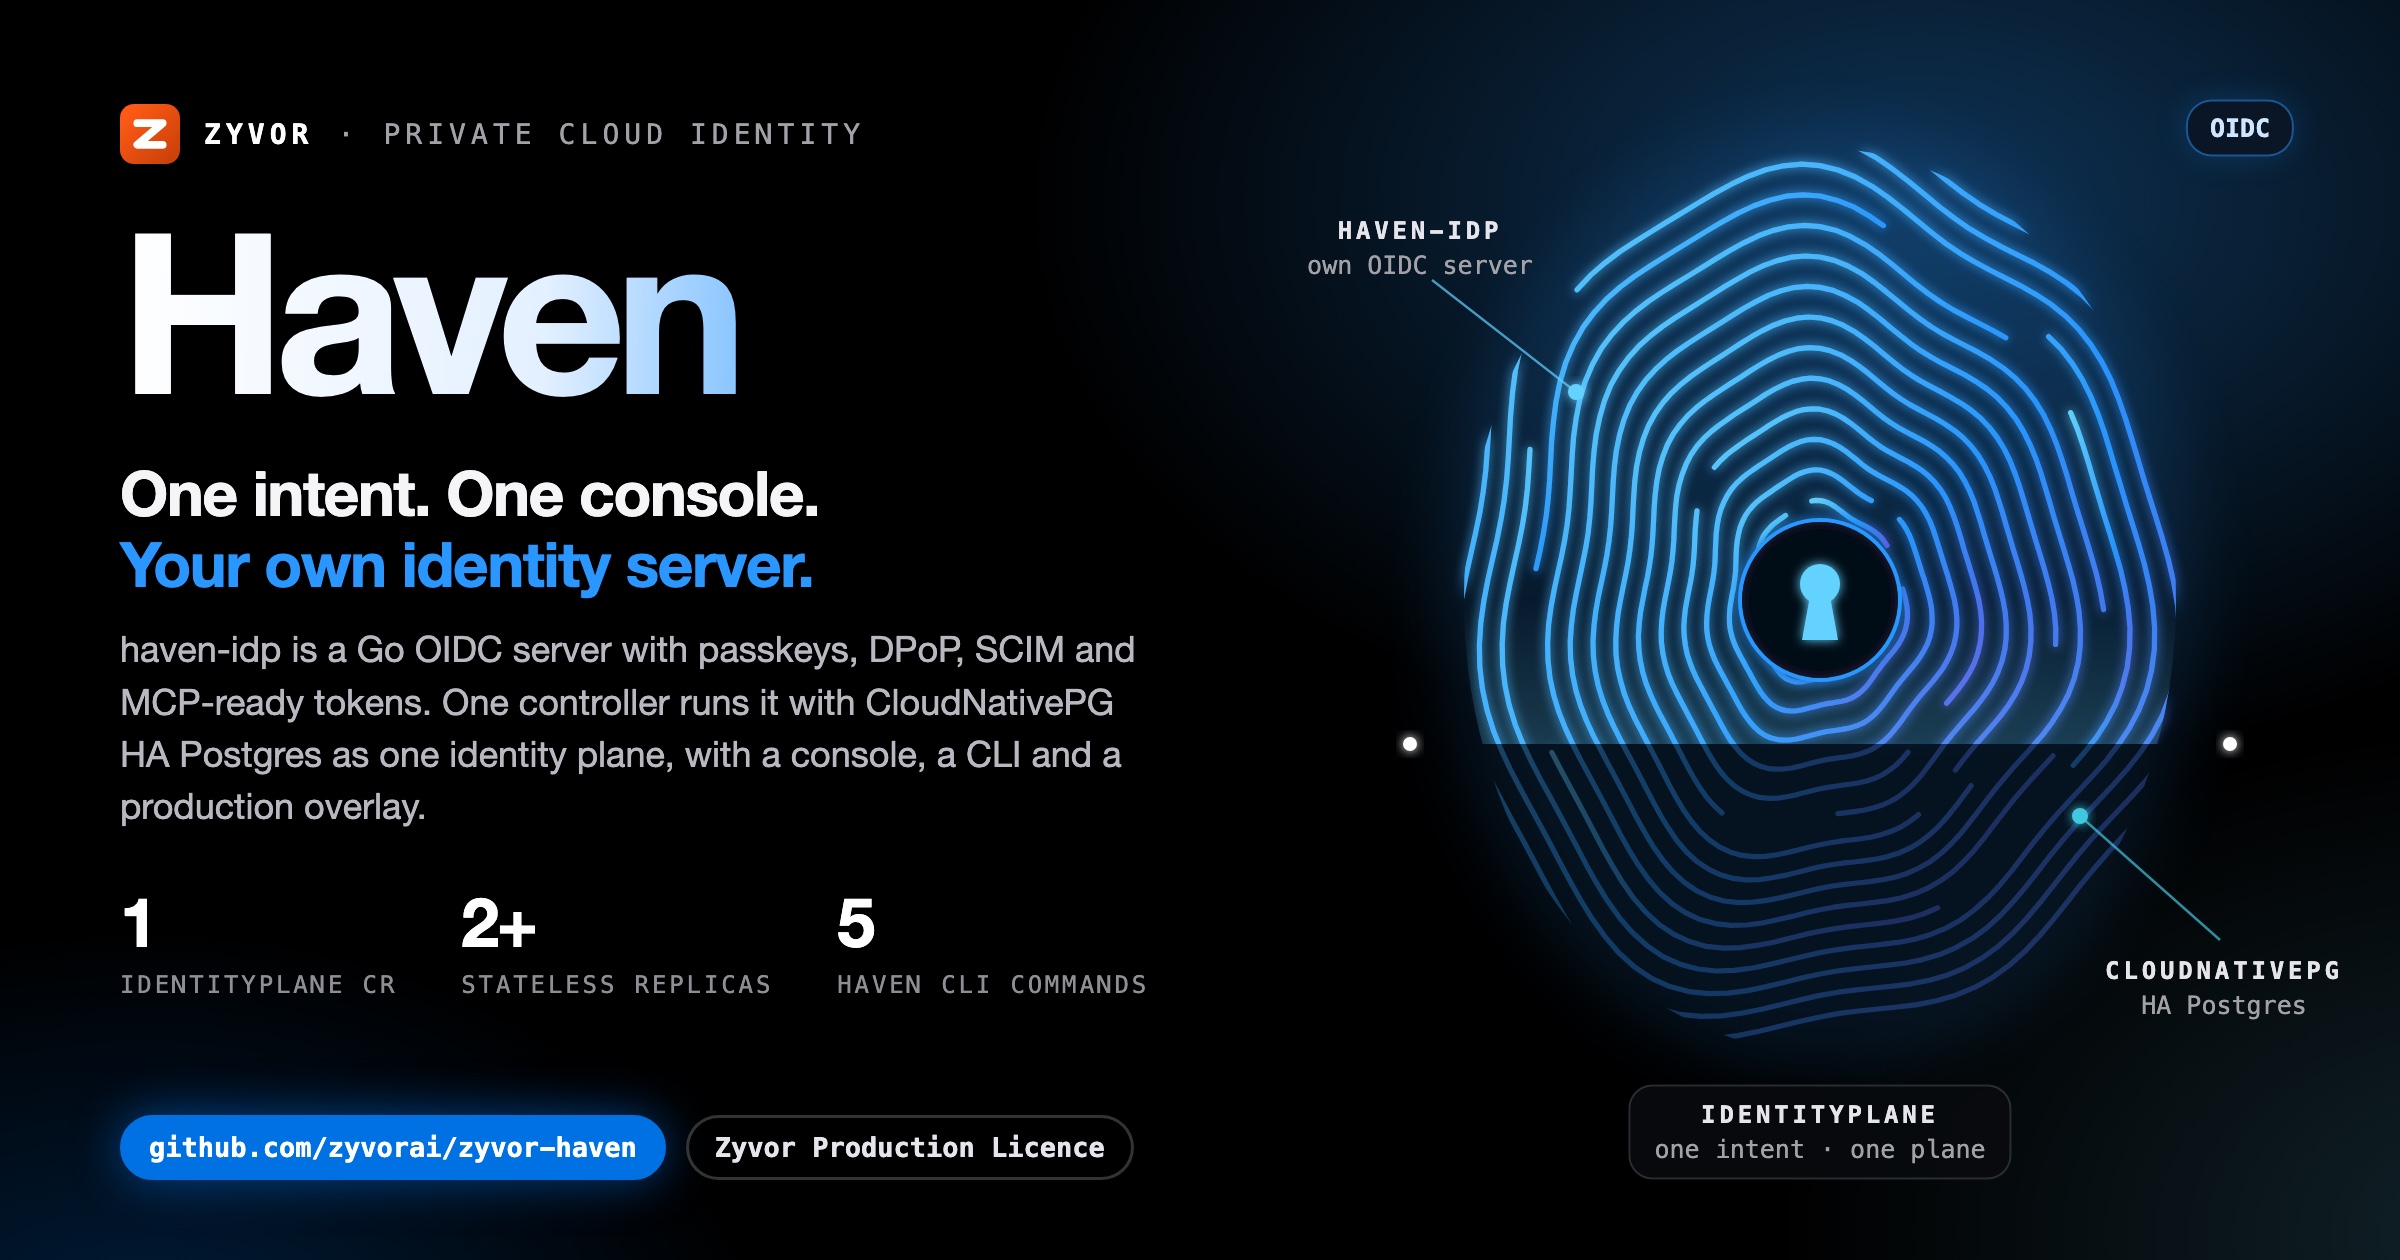 Z
ZYVOR · PRIVATE CLOUD IDENTITY
OIDC
Haven
One intent. One console.
Your own identity server.
haven-idp is a Go OIDC server with passkeys, DPoP, SCIM and
MCP-ready tokens. One controller runs it with CloudNativePG
HA Postgres as one identity plane, with a console, a CLI and a
production overlay.
1
IDENTITYPLANE CR
2+
STATELESS REPLICAS
5
HAVEN CLI COMMANDS
github.com/zyvorai/zyvor-haven
Zyvor Production Licence
HAVEN-IDP
own OIDC server
CLOUDNATIVEPG
HA Postgres
IDENTITYPLANE
one intent · one plane